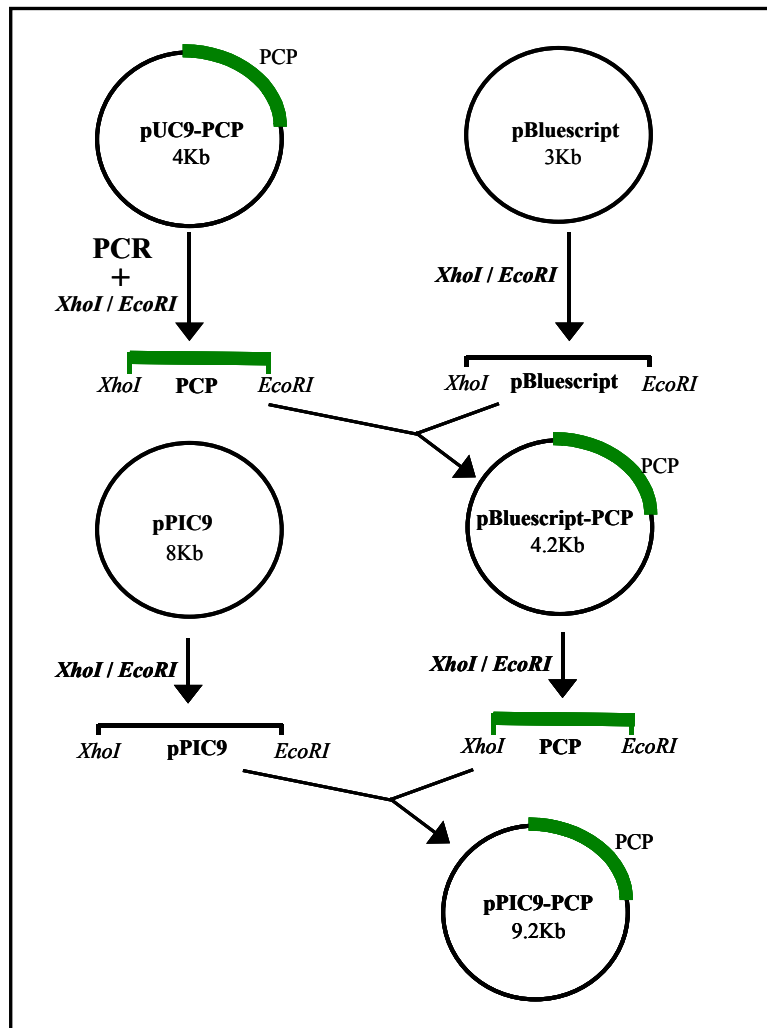 PCP
pUC9-PCP
4Kb
pBluescript
3Kb
PCR
+
XhoI / EcoRI
XhoI / EcoRI
XhoI PCP EcoRI
XhoI pBluescript EcoRI
pPIC9
8Kb
PCP
pBluescript-PCP
4.2Kb
XhoI / EcoRI
XhoI / EcoRI
XhoI pPIC9 EcoRI
XhoI PCP EcoRI
PCP
pPIC9-PCP
9.2Kb